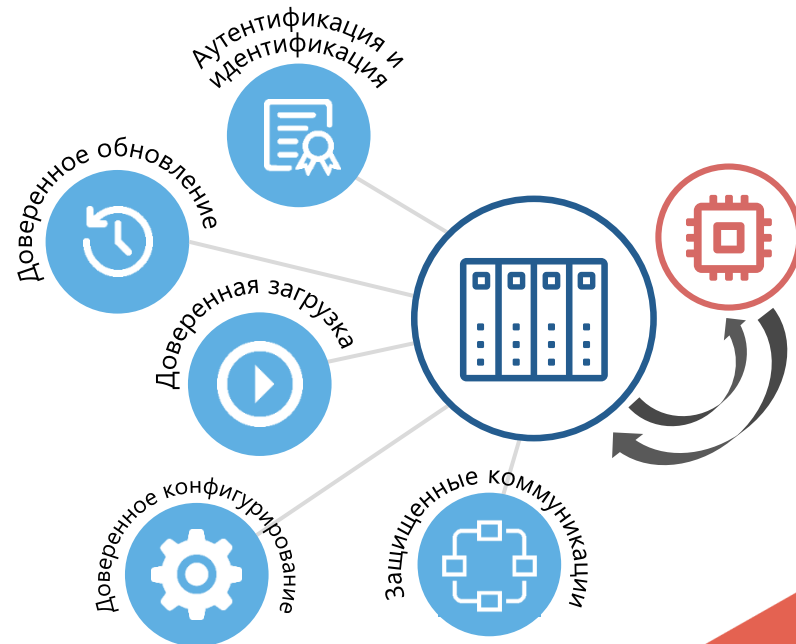 Аутентификация и
идентификация
Доверенное обновление
Доверенная загрузка
Доверенное конфигурирование
Защищенные коммуникации